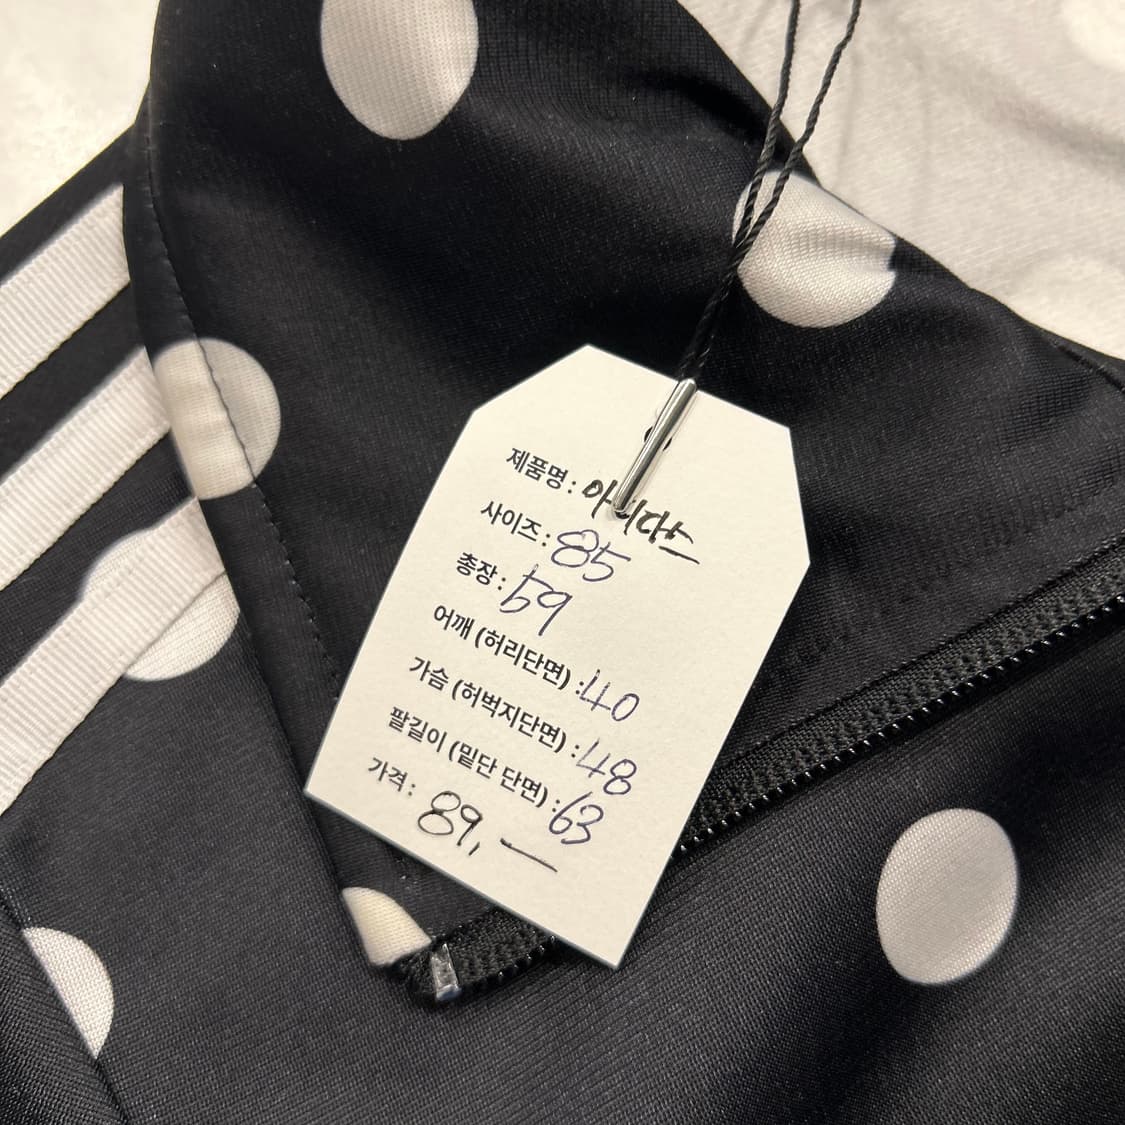 제품명 : 아디다스
사이즈 : 85
총장 : 59
어깨 (허리단면) : 40
가슴 (허벅지단면) : 48
팔길이 (밑단 단면) : 63
가격 : 89,—